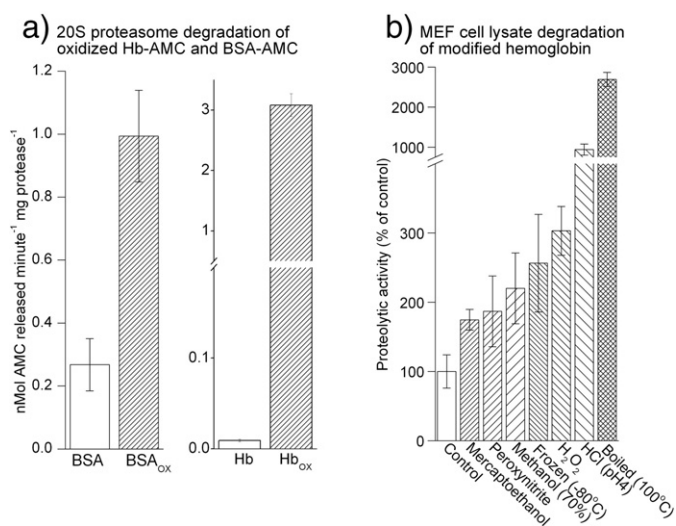 a) 20S proteasome degradation of
oxidized Hb-AMC and BSA-AMC
nMol AMC released minute⁻¹ mg protease⁻¹
1.2
1.0
0.8
0.6
0.4
0.2
0.0
BSA
BSAOX
3
2
1
0.1
0.0
Hb
Hbox
b) MEF cell lysate degradation
of modified hemoglobin
Proteolytic activity (% of control)
3000
2000
1000
300
200
100
0
Control
Mercaptoethanol
Peroxynitrite
Methanol (70%)
Frozen (-80°C)
H₂O₂
HCl (pH4)
Boiled (100°C)